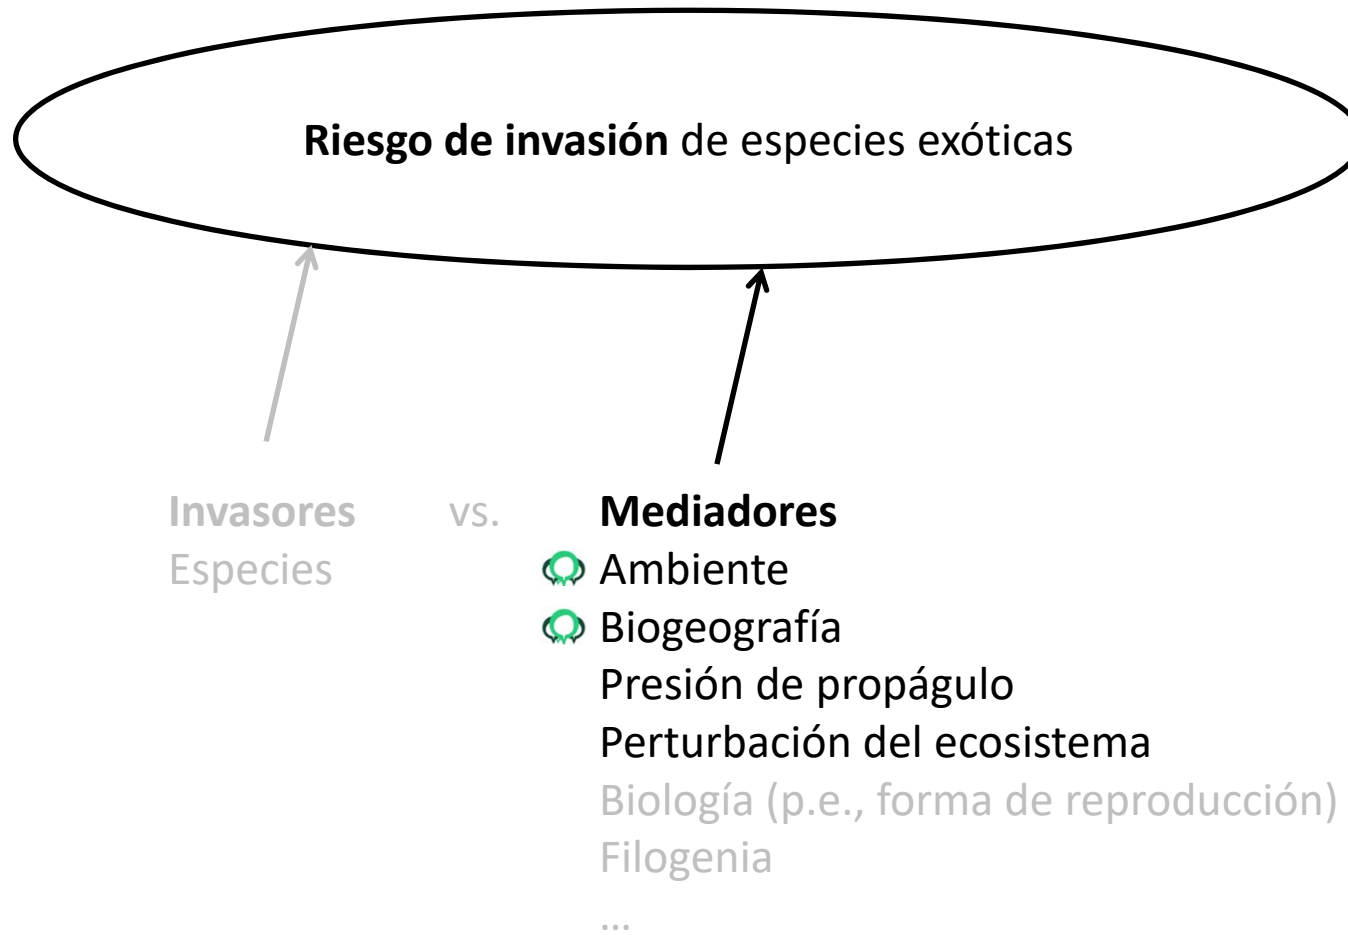 Riesgo de invasión de especies exóticas
Invasores vs. Mediadores
Especies Ambiente
Biogeografía
Presión de propágulo
Perturbación del ecosistema
Biología (p.e., forma de reproducción)
Filogenia
...